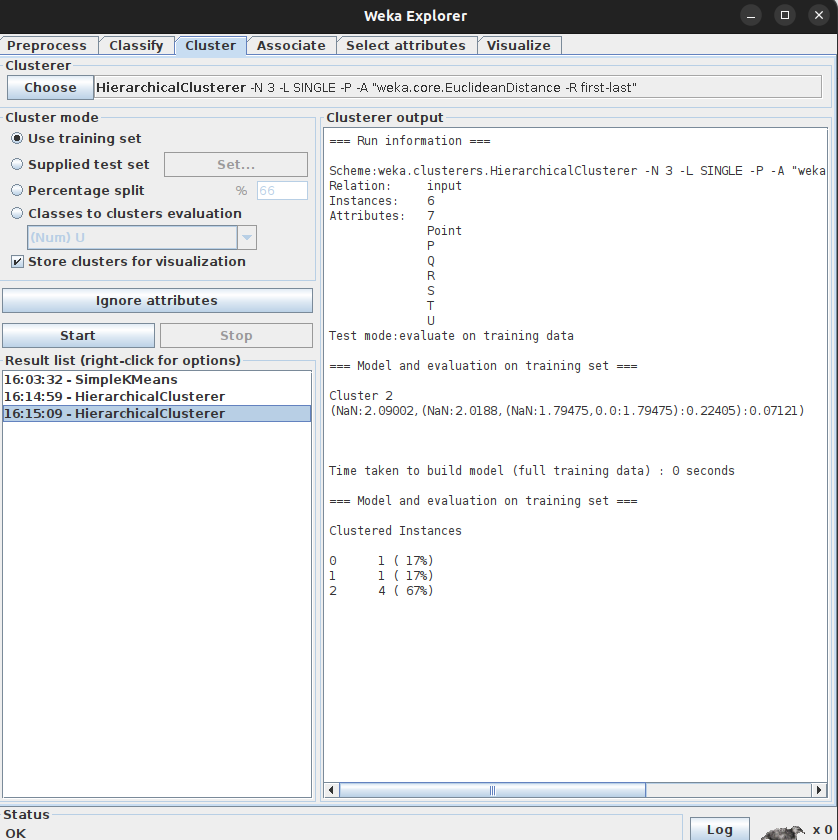 Weka Explorer
Preprocess Classify Cluster Associate Select attributes Visualize
Clusterer
Choose HierarchicalClusterer -N 3 -L SINGLE -P -A "weka.core.EuclideanDistance -R first-last"
Cluster mode
Use training set
Supplied test set Set...
Percentage split % 66
Classes to clusters evaluation
(Num) U
Store clusters for visualization
Ignore attributes
Start Stop
Result list (right-click for options)
16:03:32 - SimpleKMeans
16:14:59 - HierarchicalClusterer
16:15:09 - HierarchicalClusterer
Clusterer output
=== Run information ===
Scheme:weka.clusterers.HierarchicalClusterer -N 3 -L SINGLE -P -A "weka
Relation: input
Instances: 6
Attributes: 7
Point
P
Q
R
S
T
U
Test mode:evaluate on training data
=== Model and evaluation on training set ===
Cluster 2
(NaN:2.09002,(NaN:2.0188,(NaN:1.79475,0.0:1.79475):0.22405):0.07121)
Time taken to build model (full training data) : 0 seconds
=== Model and evaluation on training set ===
Clustered Instances
0 1 ( 17%)
1 1 ( 17%)
2 4 ( 67%)
Status
OK
Log x 0